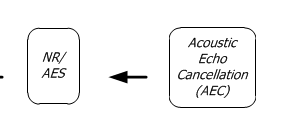 NR/
AES
Acoustic
Echo
Cancellation
(AEC)